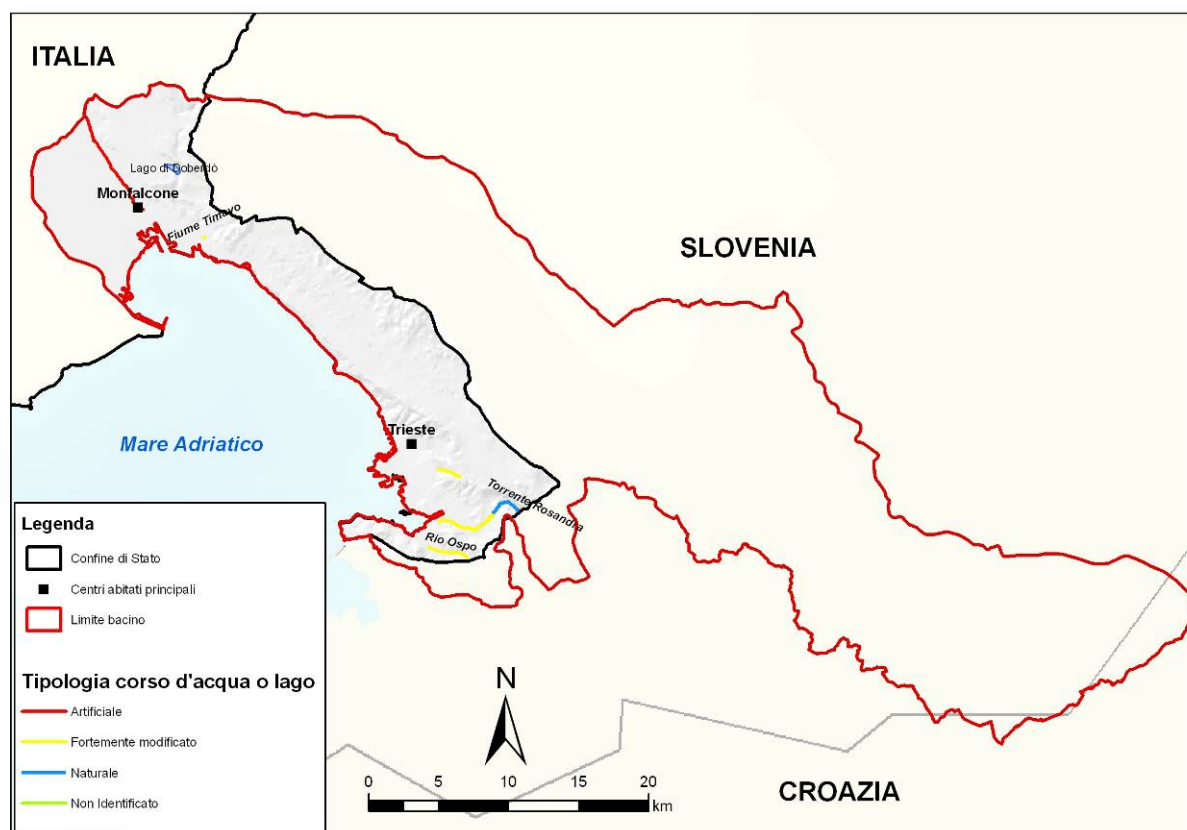 ITALIA
Lago di Doberdò
Monfalcone
Fiume Timavo
SLOVENIA
Mare Adriatico
Trieste
Torrente Rosandra
Rio Ospo
Legenda
Confine di Stato
Centri abitati principali
Limite bacino
Tipologia corso d'acqua o lago
Artificiale
Fortemente modificato
Naturale
Non Identificato
N
0 5 10 15 20
km
CROAZIA